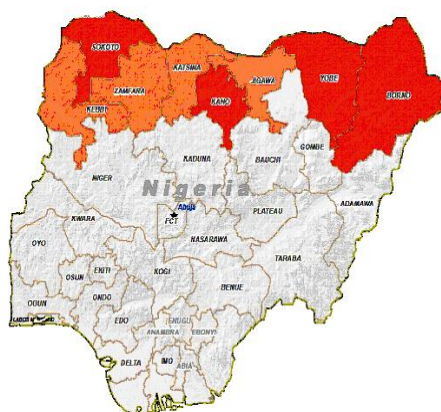 SOKOTO
KATSINA
ZAMFARA
JIGAWA
YOBE
BORNO
KANO
KEBBI
KADUNA
BAUCHI
GOMBE
NIGER
Nigeria
ADAMAWA
Abuja
FCT
PLATEAU
KWARA
NASARAWA
OYO
TARABA
OSUN
EKITI
KOGI
BENUE
OGUN
ONDO
EDO
ENUGU
ANAMBRA
EBONYI
DELTA
IMO
ABIA